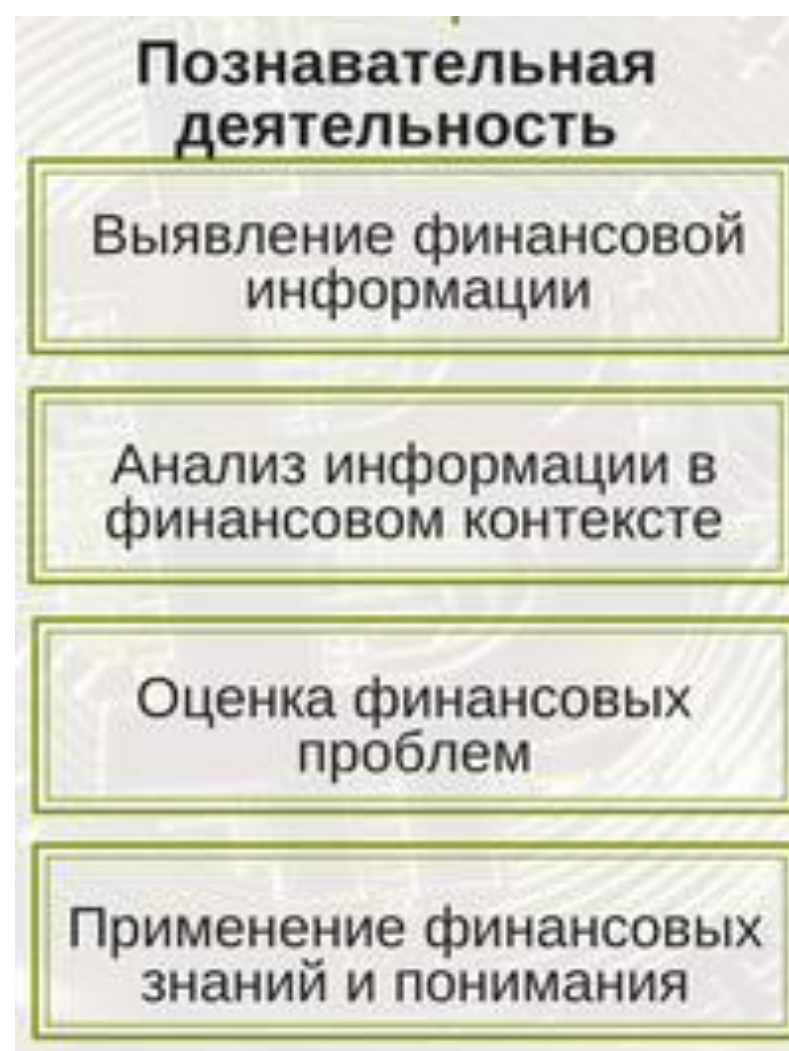 Познавательная
деятельность
Выявление финансовой
информации
Анализ информации в
финансовом контексте
Оценка финансовых
проблем
Применение финансовых
знаний и понимания